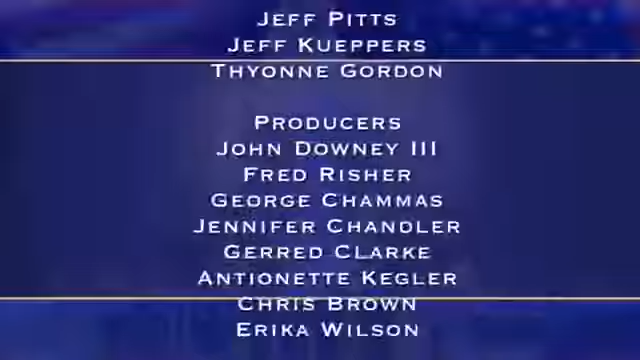 JEFF PITTS
JEFF KUEPPERS
THYONNE GORDON
PRODUCERS
JOHN DOWNEY III
FRED RISHER
GEORGE CHAMMAS
JENNIFER CHANDLER
GERRED CLARKE
ANTIONETTE KEGLER
CHRIS BROWN
ERIKA WILSON